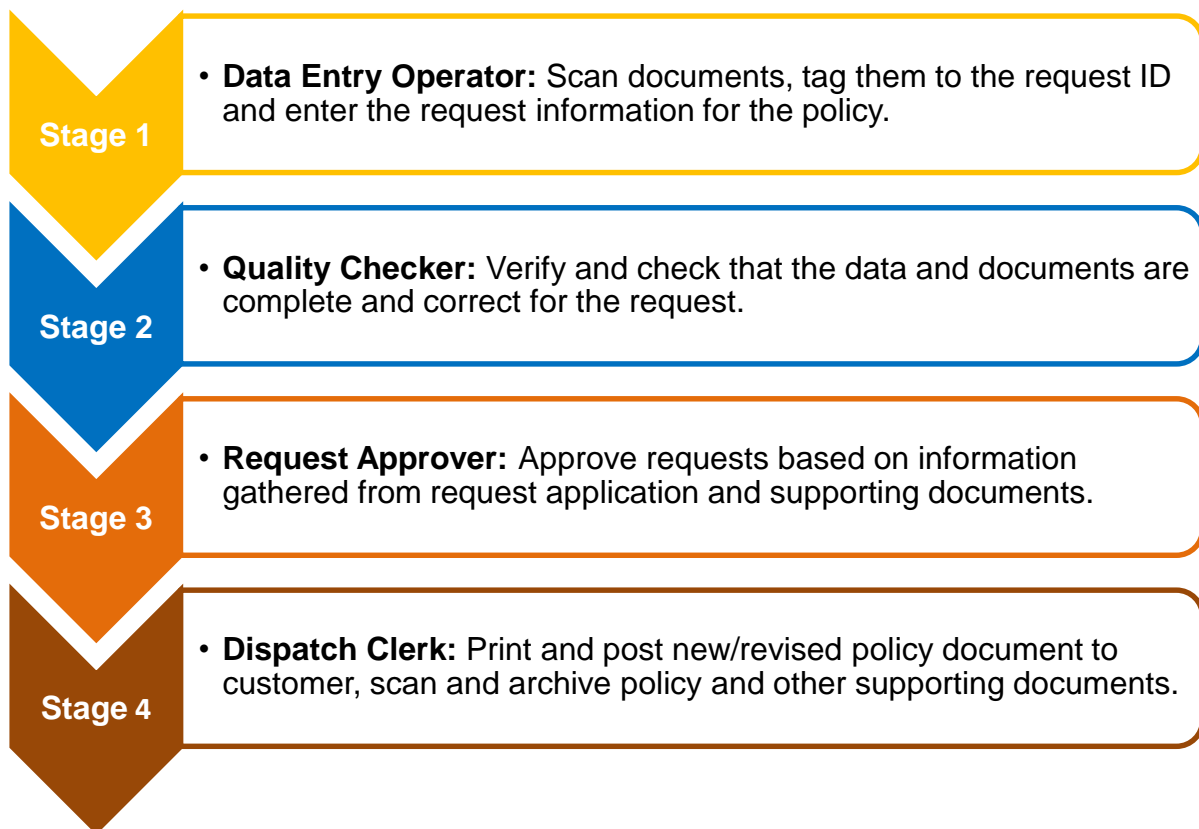 Stage 1
• Data Entry Operator: Scan documents, tag them to the request ID
and enter the request information for the policy.
Stage 2
• Quality Checker: Verify and check that the data and documents are
complete and correct for the request.
Stage 3
• Request Approver: Approve requests based on information
gathered from request application and supporting documents.
Stage 4
• Dispatch Clerk: Print and post new/revised policy document to
customer, scan and archive policy and other supporting documents.